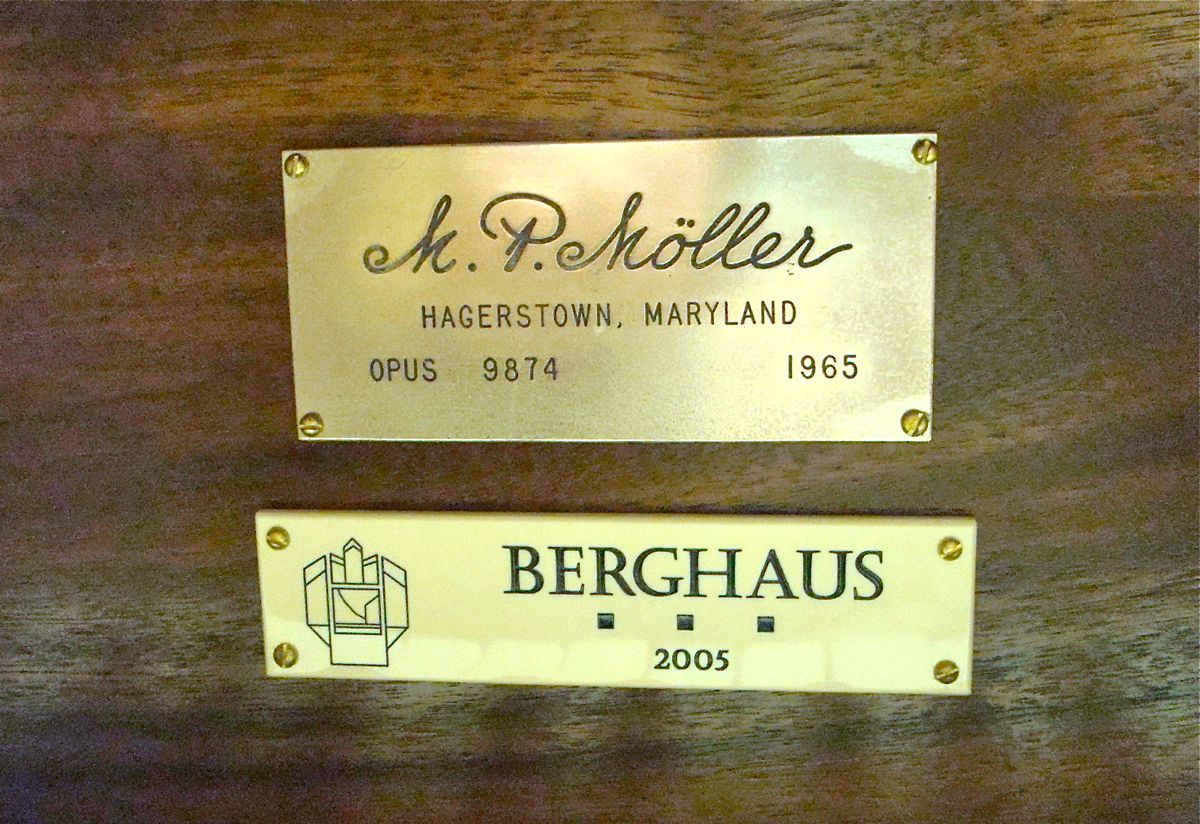 M. P. Möller
HAGERSTOWN, MARYLAND
OPUS 9874 1965
BERGHAUS
2005